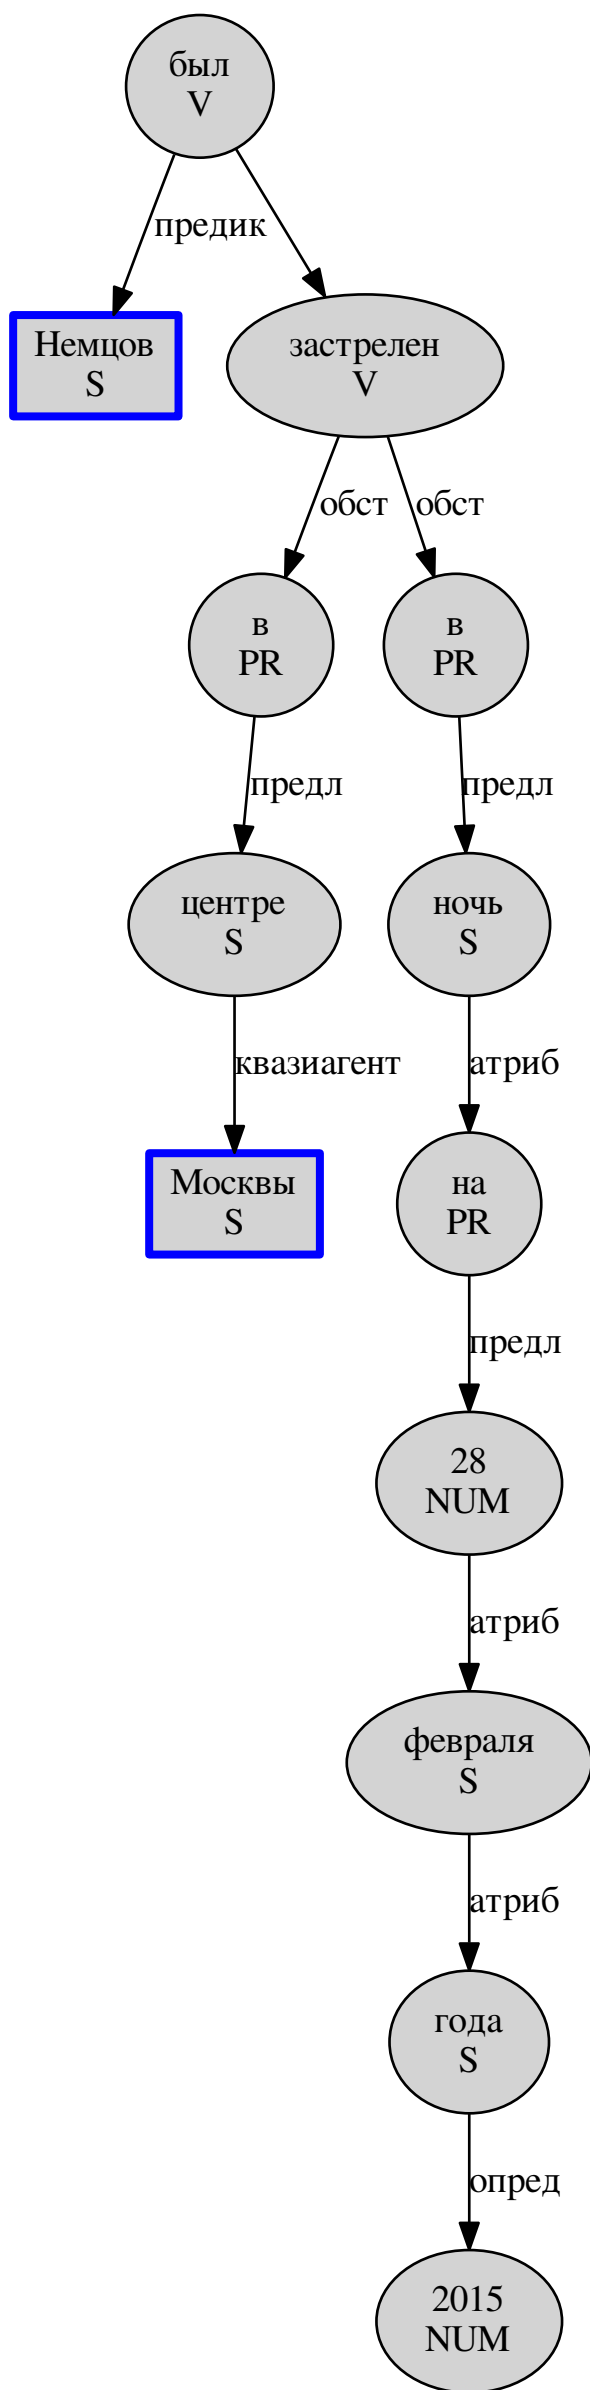 был
V
предик
Немцов
S
застрелен
V
обст
обст
в
PR
в
PR
предл
предл
центре
S
ночь
S
квазиагент
атриб
Москвы
S
на
PR
предл
28
NUM
атриб
февраля
S
атриб
года
S
опред
2015
NUM